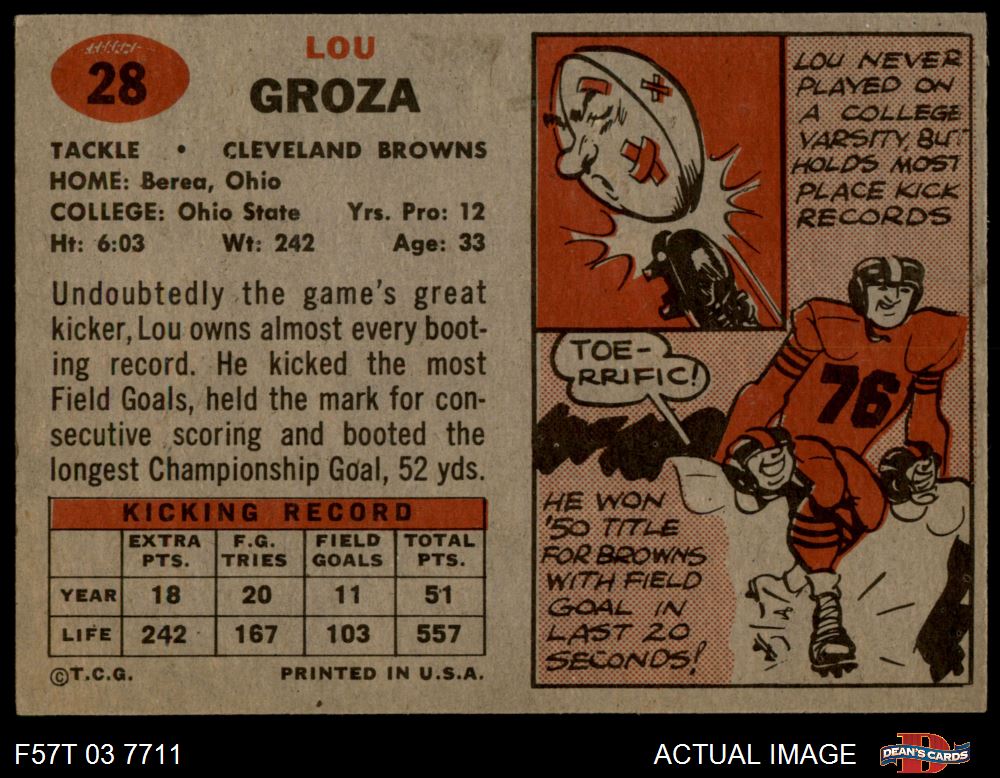 28
LOU
GROZA
TACKLE • CLEVELAND BROWNS
HOME: Berea, Ohio
COLLEGE: Ohio State Yrs. Pro: 12
Ht: 6:03 Wt: 242 Age: 33
Undoubtedly the game's great
kicker, Lou owns almost every boot-
ing record. He kicked the most
Field Goals, held the mark for con-
secutive scoring and booted the
longest Championship Goal, 52 yds.
KICKING RECORD
EXTRA PTS. F.G. TRIES FIELD GOALS TOTAL PTS.
YEAR 18 20 11 51
LIFE 242 167 103 557
©T.C.G. PRINTED IN U.S.A.
LOU NEVER
PLAYED ON
A COLLEGE
VARSITY, BUT
HOLDS MOST
PLACE KICK
RECORDS
TOE-
RRIFIC!
76
HE WON
'50 TITLE
FOR BROWNS
WITH FIELD
GOAL IN
LAST 20
SECONDS!
F57T 03 7711 ACTUAL IMAGE DEAN'S CARDS